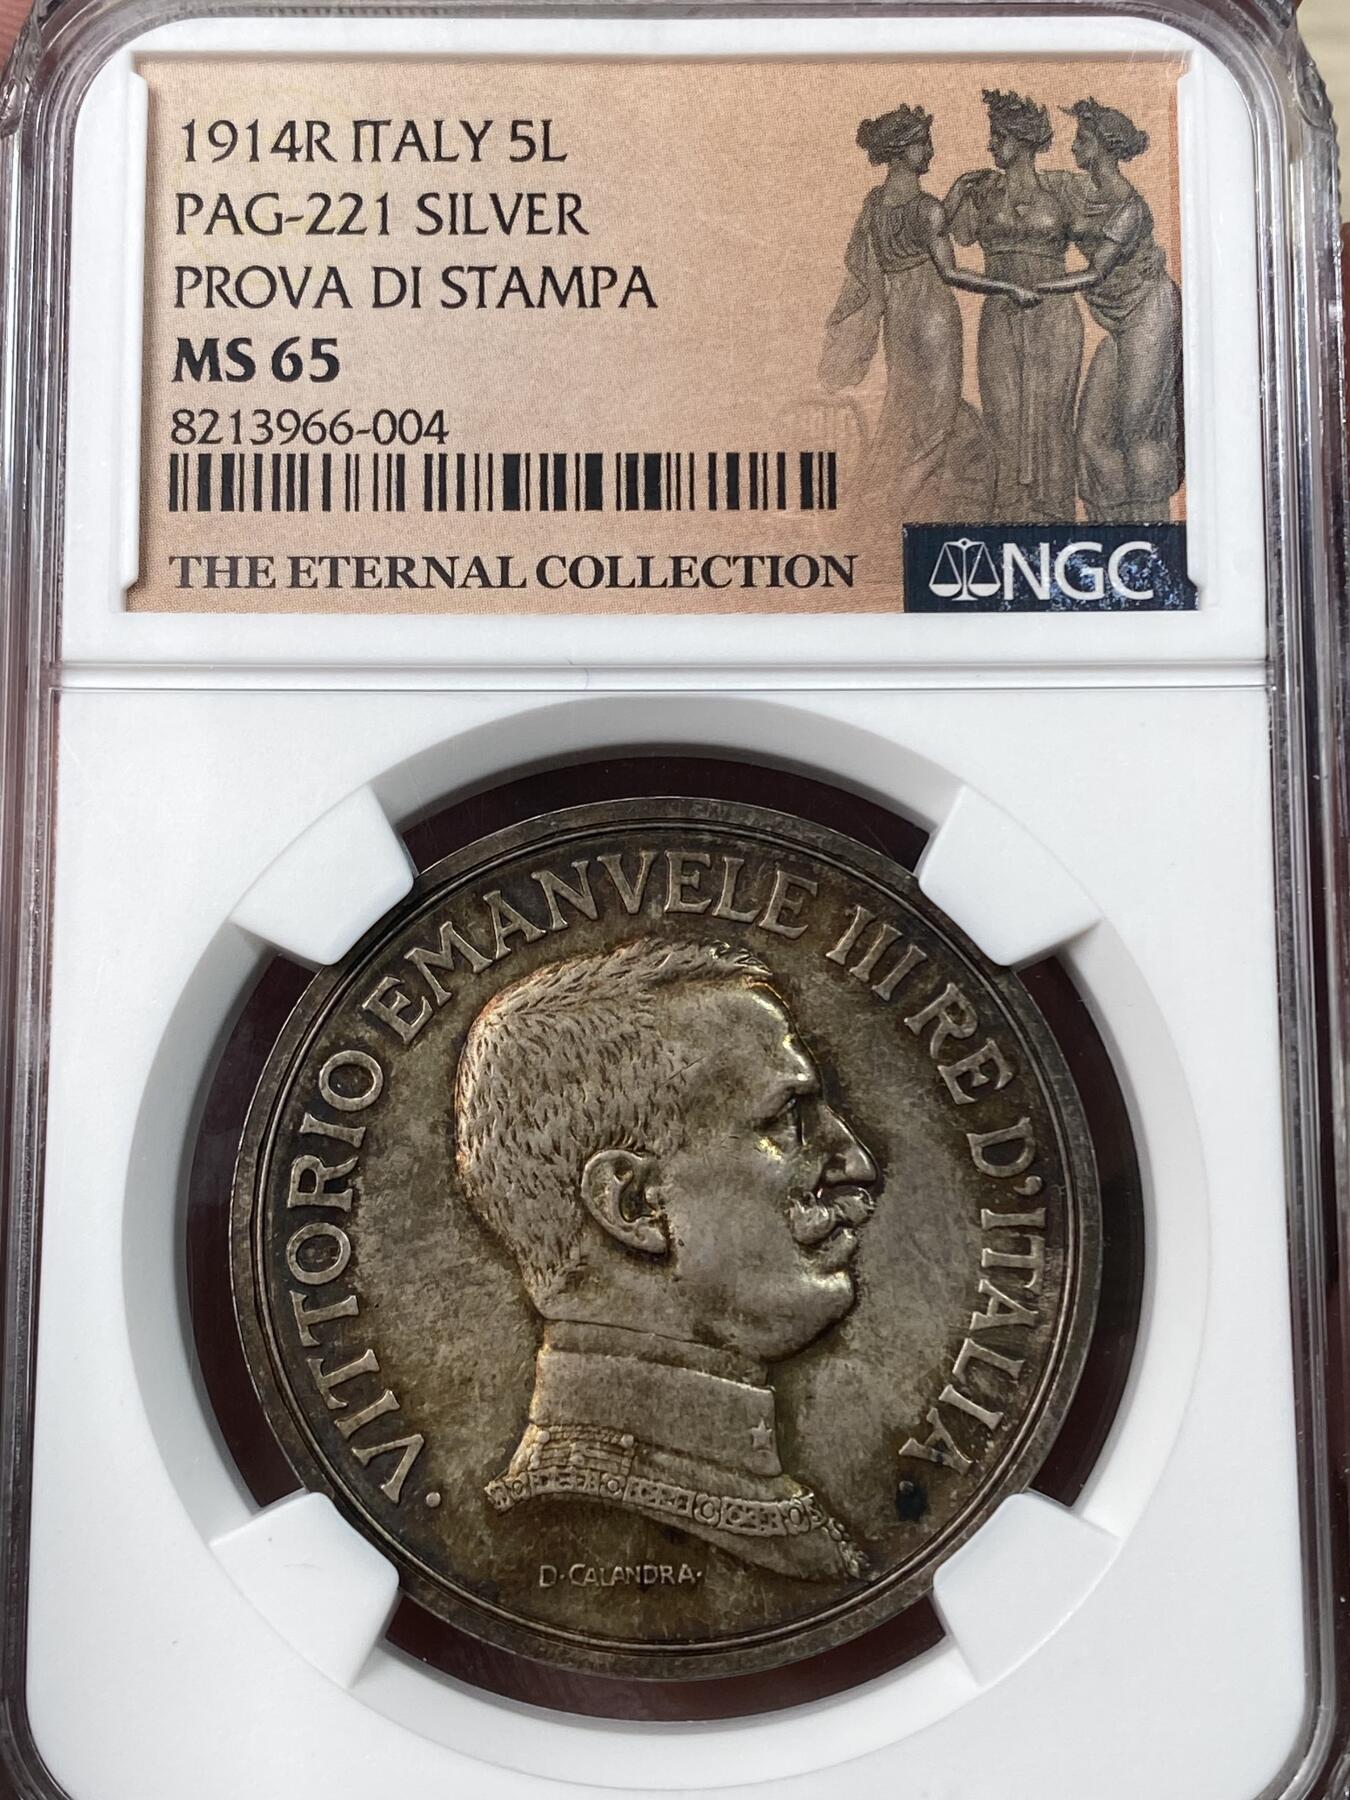 1914R ITALY 5L
PAG-221 SILVER
PROVA DI STAMPA
MS 65
8213966-004
THE ETERNAL COLLECTION
NGC
· VITTORIO EMANVELE III RE D'ITALIA ·
D·CALANDRA·